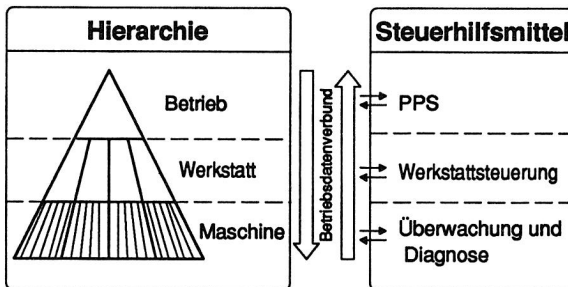 Hierarchie
Betrieb
Werkstatt
Maschine
Betriebsdatenverbund
Steuerhilfsmittel
PPS
Werkstattsteuerung
Überwachung und
Diagnose